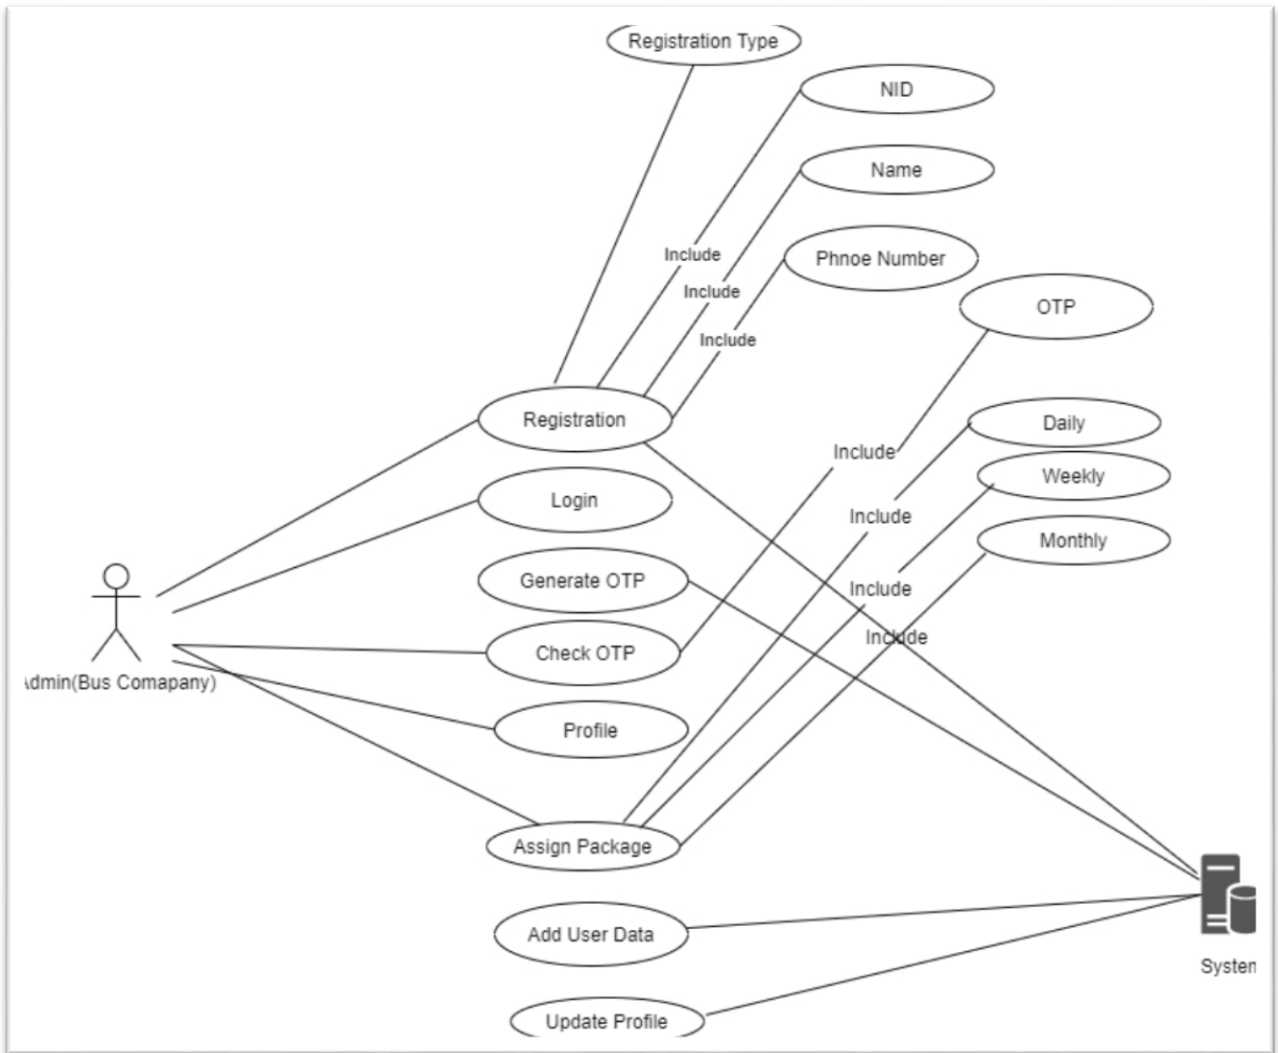 Registration Type
NID
Name
Include
Phnoe Number
Include
OTP
Include
Registration
Daily
Include
Weekly
Login
Include
Monthly
Generate OTP
Include
Include
Check OTP
dmin(Bus Comapany)
Profile
Assign Package
Add User Data
System
Update Profile